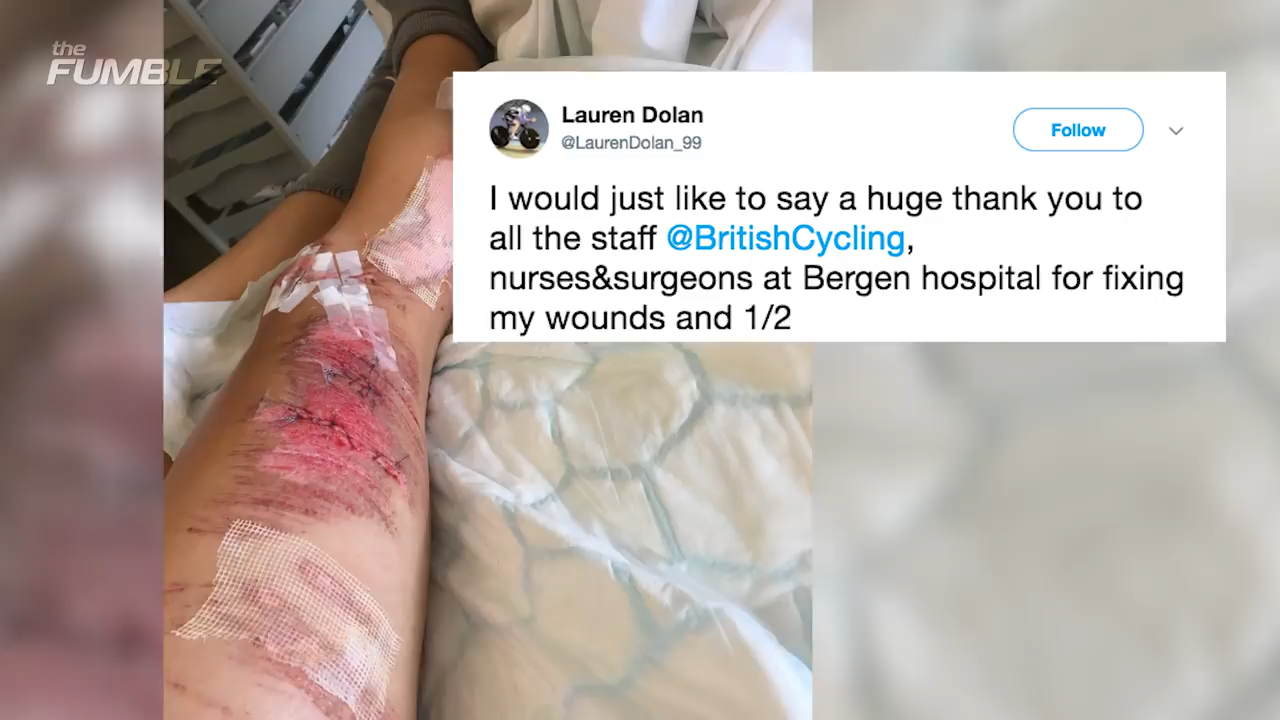 the
FUMBLE
Lauren Dolan
@LaurenDolan_99
Follow
I would just like to say a huge thank you to
all the staff @BritishCycling,
nurses&surgeons at Bergen hospital for fixing
my wounds and 1/2